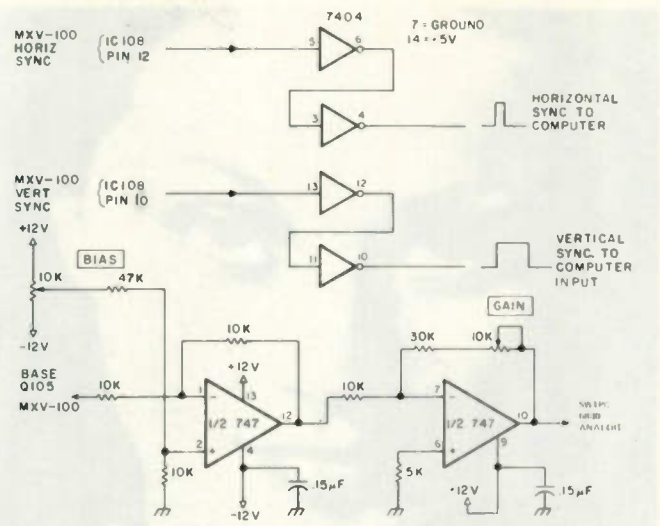 7404
MXV-100
HORIZ
SYNC
IC108
PIN 12
5
6
7 = GROUND
14 = +5V
3
4
HORIZONTAL
SYNC TO
COMPUTER
MXV-100
VERT
SYNC
IC108
PIN 10
13
12
11
10
VERTICAL
SYNC. TO
COMPUTER
INPUT
+12V
BIAS
10K
47K
-12V
GAIN
10K
30K
10K
BASE
Q105
MXV-100
10K
+12V
1
13
1/2 747
12
2
4
10K
-12V
.15µF
10K
7
1/2 747
10
6
9
5K
+12V
.15µF
ANALOG